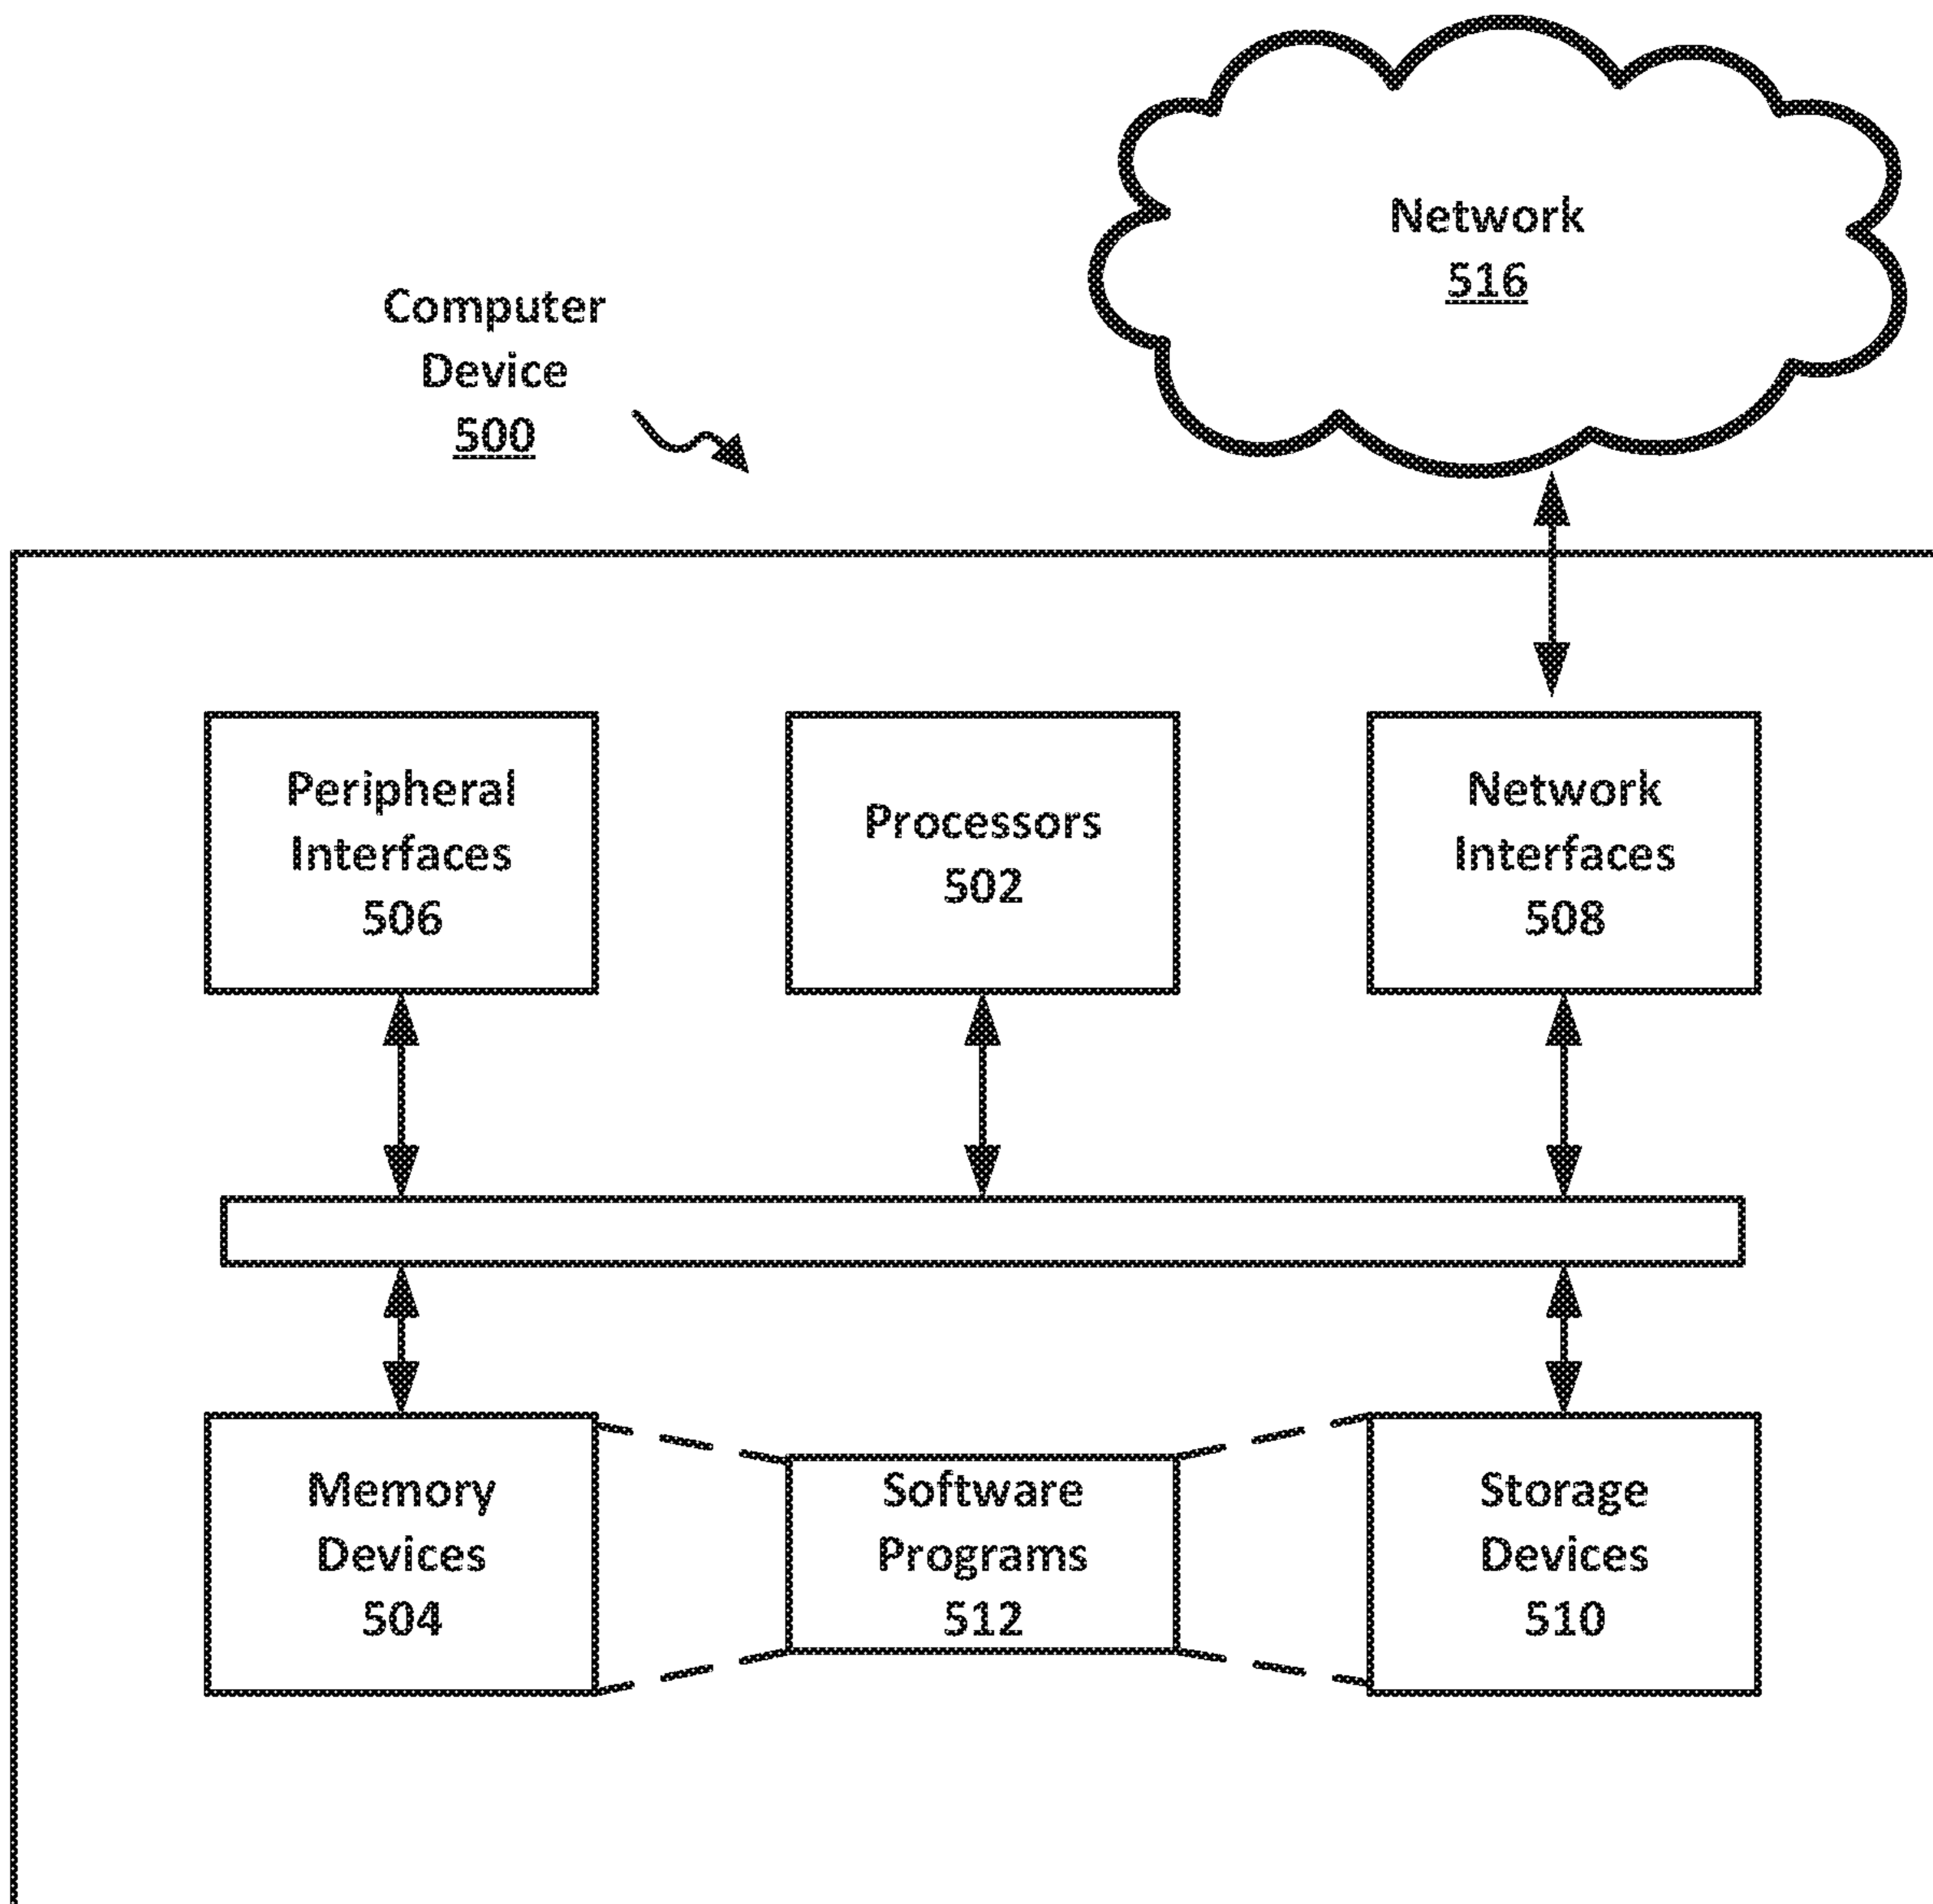 Network
516
Computer
Device
500
Peripheral
Interfaces
506
Processors
502
Network
Interfaces
508
Memory
Devices
504
Software
Programs
512
Storage
Devices
510